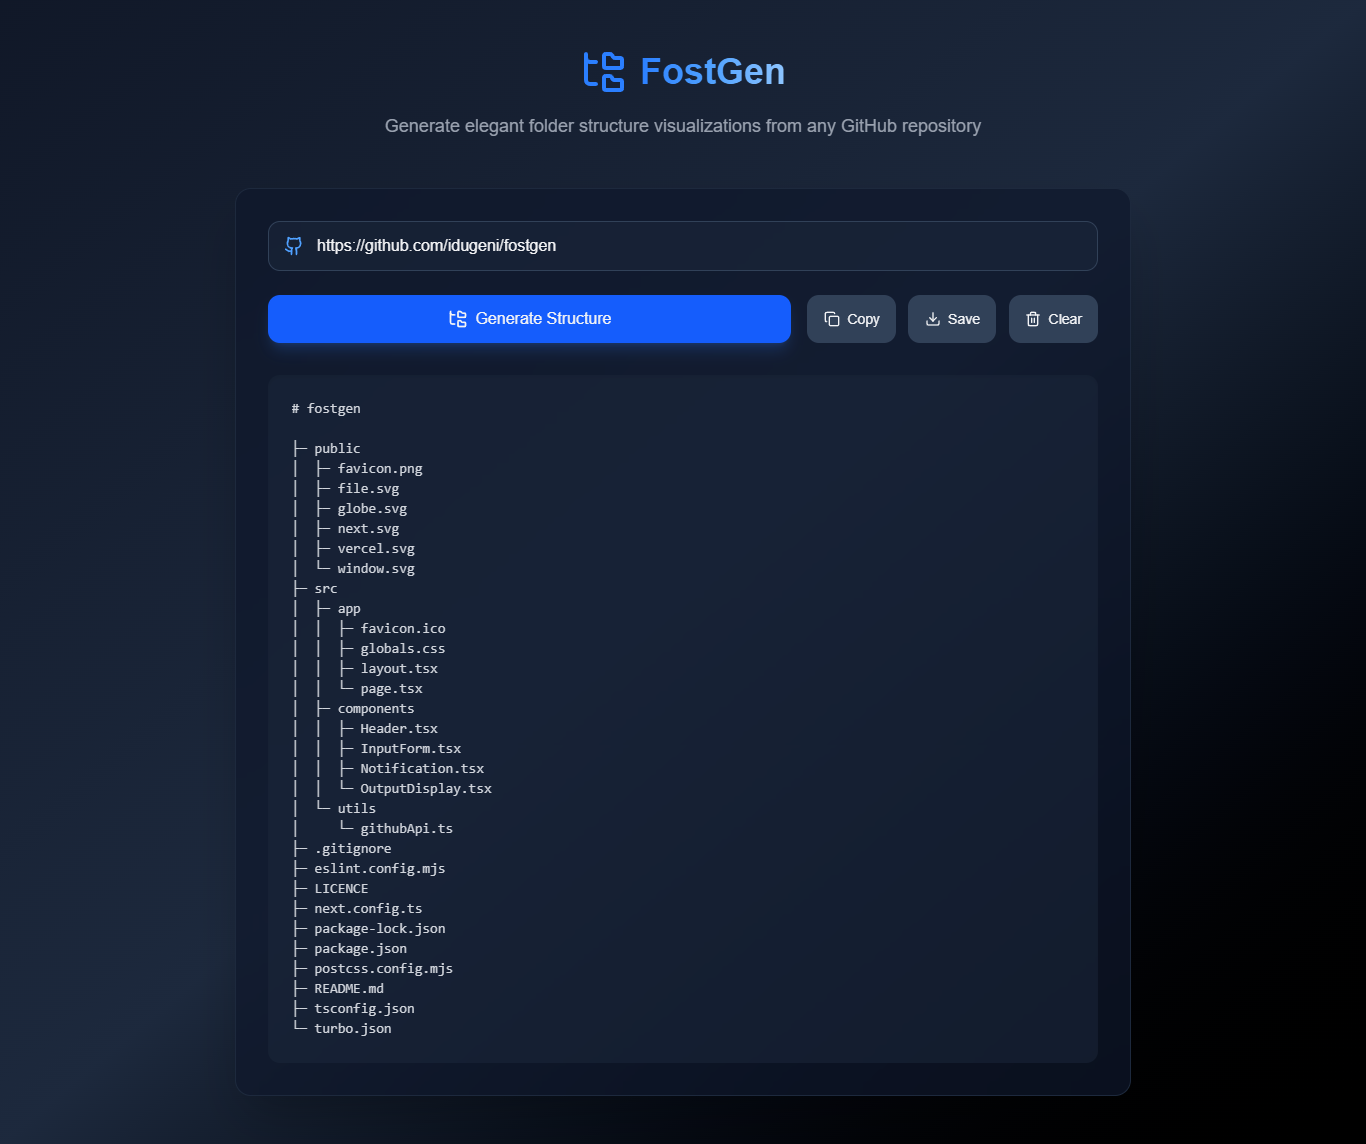 FostGen
Generate elegant folder structure visualizations from any GitHub repository
https://github.com/idugeni/fostgen
Generate Structure Copy Save Clear
# fostgen
├─ public
│  ├─ favicon.png
│  ├─ file.svg
│  ├─ globe.svg
│  ├─ next.svg
│  ├─ vercel.svg
│  └─ window.svg
├─ src
│  ├─ app
│  │  ├─ favicon.ico
│  │  ├─ globals.css
│  │  ├─ layout.tsx
│  │  └─ page.tsx
│  ├─ components
│  │  ├─ Header.tsx
│  │  ├─ InputForm.tsx
│  │  ├─ Notification.tsx
│  │  └─ OutputDisplay.tsx
│  └─ utils
│     └─ githubApi.ts
├─ .gitignore
├─ eslint.config.mjs
├─ LICENCE
├─ next.config.ts
├─ package-lock.json
├─ package.json
├─ postcss.config.mjs
├─ README.md
├─ tsconfig.json
└─ turbo.json